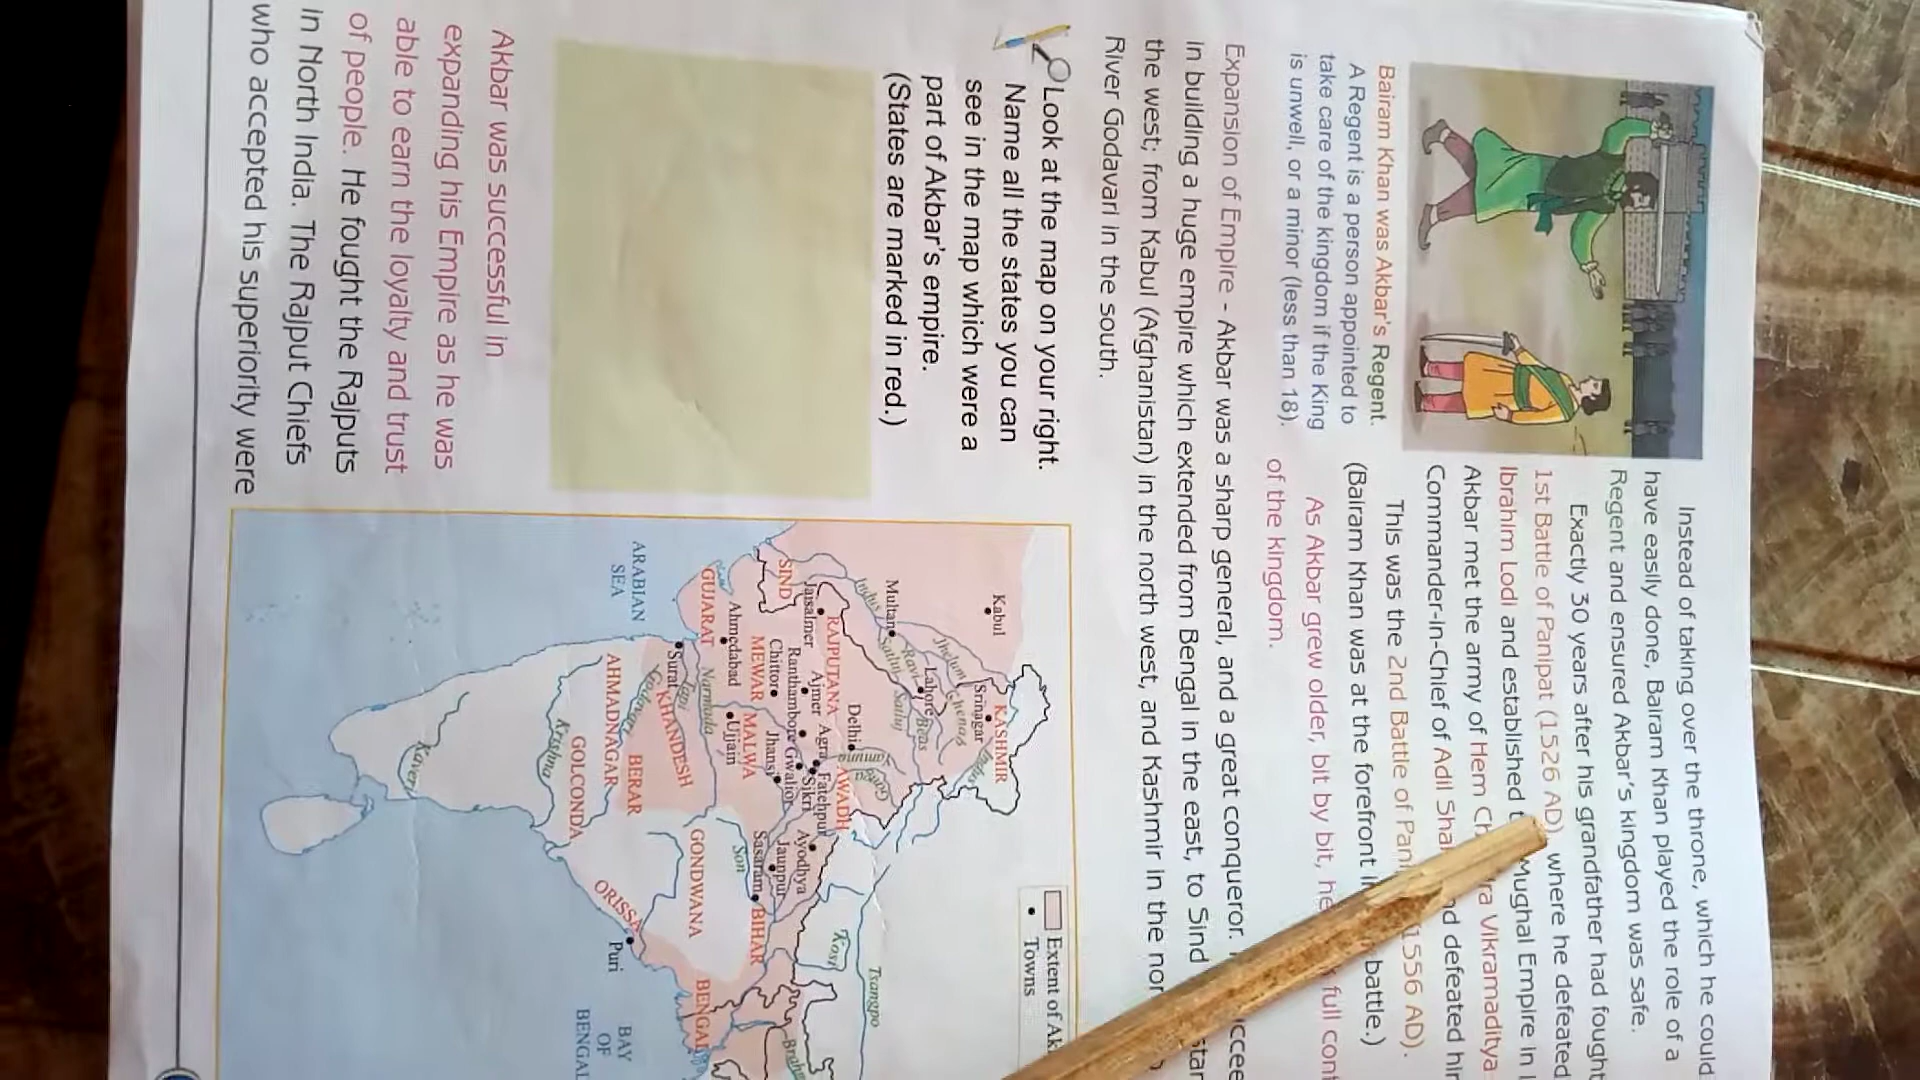 Instead of taking over the throne, which he could
have easily done, Bairam Khan played the role of a
Regent and ensured Akbar's kingdom was safe.
Exactly 30 years after his grandfather had fought
1st Battle of Panipat (1526 AD), where he defeated
Ibrahim Lodi and established Mughal Empire in
Akbar met the army of Hem Vikramaditya
Commander-in-Chief of Adil and defeated
This was the 2nd Battle of 1556 AD).
(Bairam Khan was at the forefront battle.)
As Akbar grew older, bit by bit, he full
of the kingdom.
Bairam Khan was Akbar's Regent.
A Regent is a person appointed to
take care of the kingdom if the King
is unwell, or a minor (less than 18).
Expansion of Empire - Akbar was a sharp general, and a great conqueror.
in building a huge empire which extended from Bengal in the east, to Sind
the west; from Kabul (Afghanistan) in the north west, and Kashmir in the
River Godavari in the south.
Look at the map on your right.
Name all the states you can
see in the map which were a
part of Akbar's empire.
(States are marked in red.)
Akbar was successful in
expanding his Empire as he was
able to earn the loyalty and trust
of people. He fought the Rajputs
in North India. The Rajput Chiefs
who accepted his superiority were
Extent of
Towns
Kabul
KASHMIR
Srinagar
Jhelum
Chenab
Lahore
Ravi
Beas
Multan
Indus
Tsangpo
Delhi
AWADH
Kosi
RAJPUTANA
Jaisalmer
Ajmer
Agra
Fatehpur
Sikri
Ayodhya
Ranthambore
Gwalior
Jaunpur
SIND
Chittor
Jhansi
Sasaram
BIHAR
MEWAR
MALWA
Ujjain
Son
Ahmedabad
GUJARAT
Narmada
GONDWANA
BENGAL
Surat
Tapi
KHANDESH
Godavari
BERAR
ORISSA
Puri
AHMADNAGAR
GOLCONDA
Krishna
Kaveri
ARABIAN
SEA
BAY
OF
BENGAL